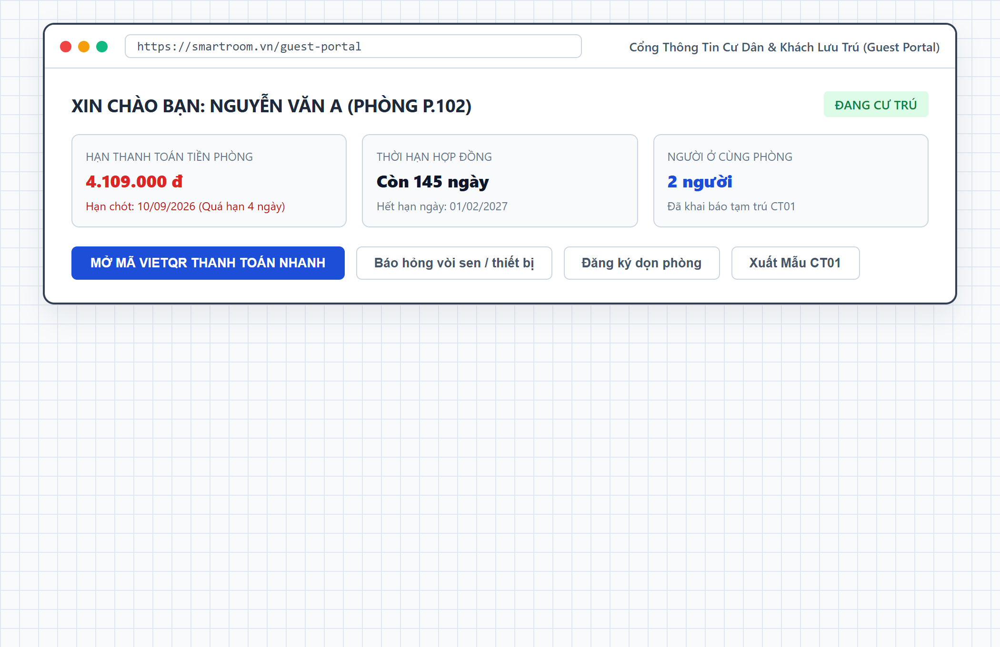 https://smartroom.vn/guest-portal
Cổng Thông Tin Cư Dân & Khách Lưu Trú (Guest Portal)
XIN CHÀO BẠN: NGUYỄN VĂN A (PHÒNG P.102)
ĐANG CƯ TRÚ
HẠN THANH TOÁN TIỀN PHÒNG
4.109.000 đ
Hạn chót: 10/09/2026 (Quá hạn 4 ngày)
THỜI HẠN HỢP ĐỒNG
Còn 145 ngày
Hết hạn ngày: 01/02/2027
NGƯỜI Ở CÙNG PHÒNG
2 người
Đã khai báo tạm trú CT01
MỞ MÃ VIETQR THANH TOÁN NHANH
Báo hỏng vòi sen / thiết bị
Đăng ký dọn phòng
Xuất Mẫu CT01